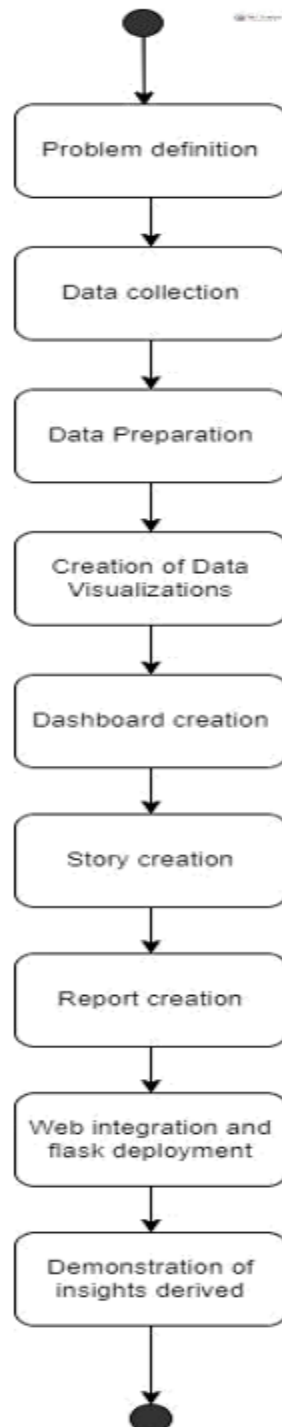 Problem definition
Data collection
Data Preparation
Creation of Data
Visualizations
Dashboard creation
Story creation
Report creation
Web integration and
flask deployment
Demonstration of
insights derived